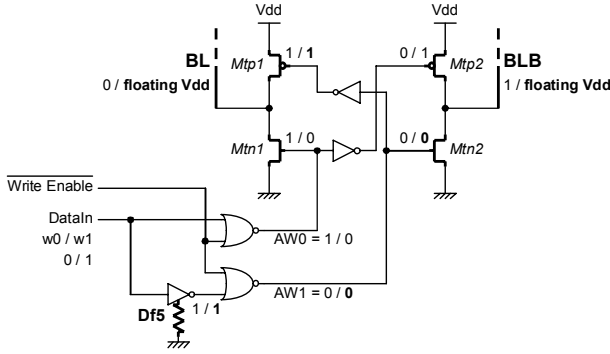 Vdd
Vdd
BL
Mtp1
1 / 1
0 / 1
Mtp2
BLB
0 / floating Vdd
1 / floating Vdd
Mtn1
1 / 0
0 / 0
Mtn2
Write Enable
DataIn
w0 / w1
0 / 1
AW0 = 1 / 0
AW1 = 0 / 0
1 / 1
Df5